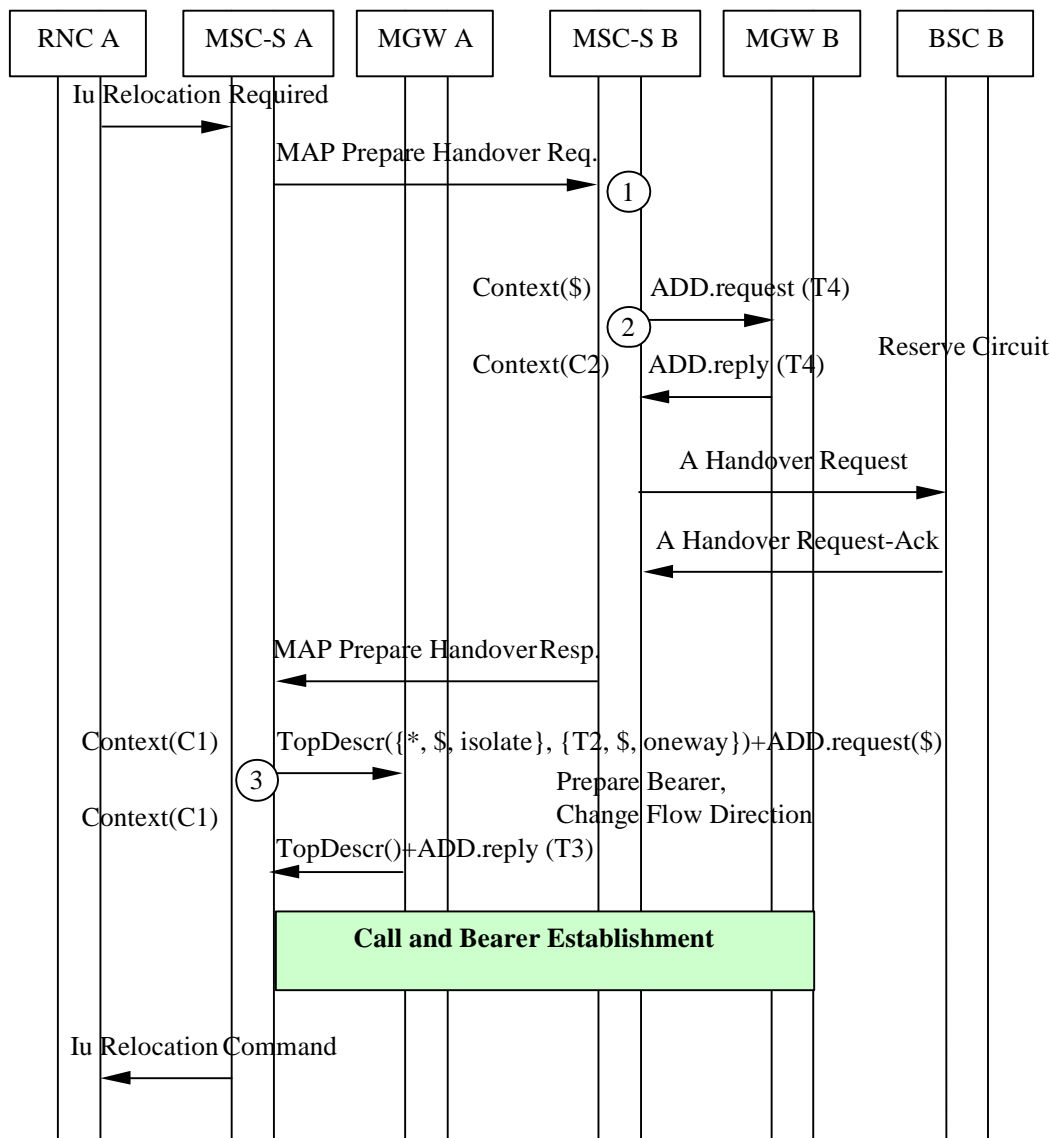 RNC A
MSC-S A
MGW A
MSC-S B
MGW B
BSC B
Iu Relocation Required
MAP Prepare Handover Req.
1
Context($)
ADD.request (T4)
2
Reserve Circuit
Context(C2)
ADD.reply (T4)
A Handover Request
A Handover Request-Ack
MAP Prepare Handover Resp.
Context(C1)
TopDescr({*, $, isolate}, {T2, $, oneway})+ADD.request($)
3
Prepare Bearer,
Change Flow Direction
Context(C1)
TopDescr()+ADD.reply (T3)
Call and Bearer Establishment
Iu Relocation Command